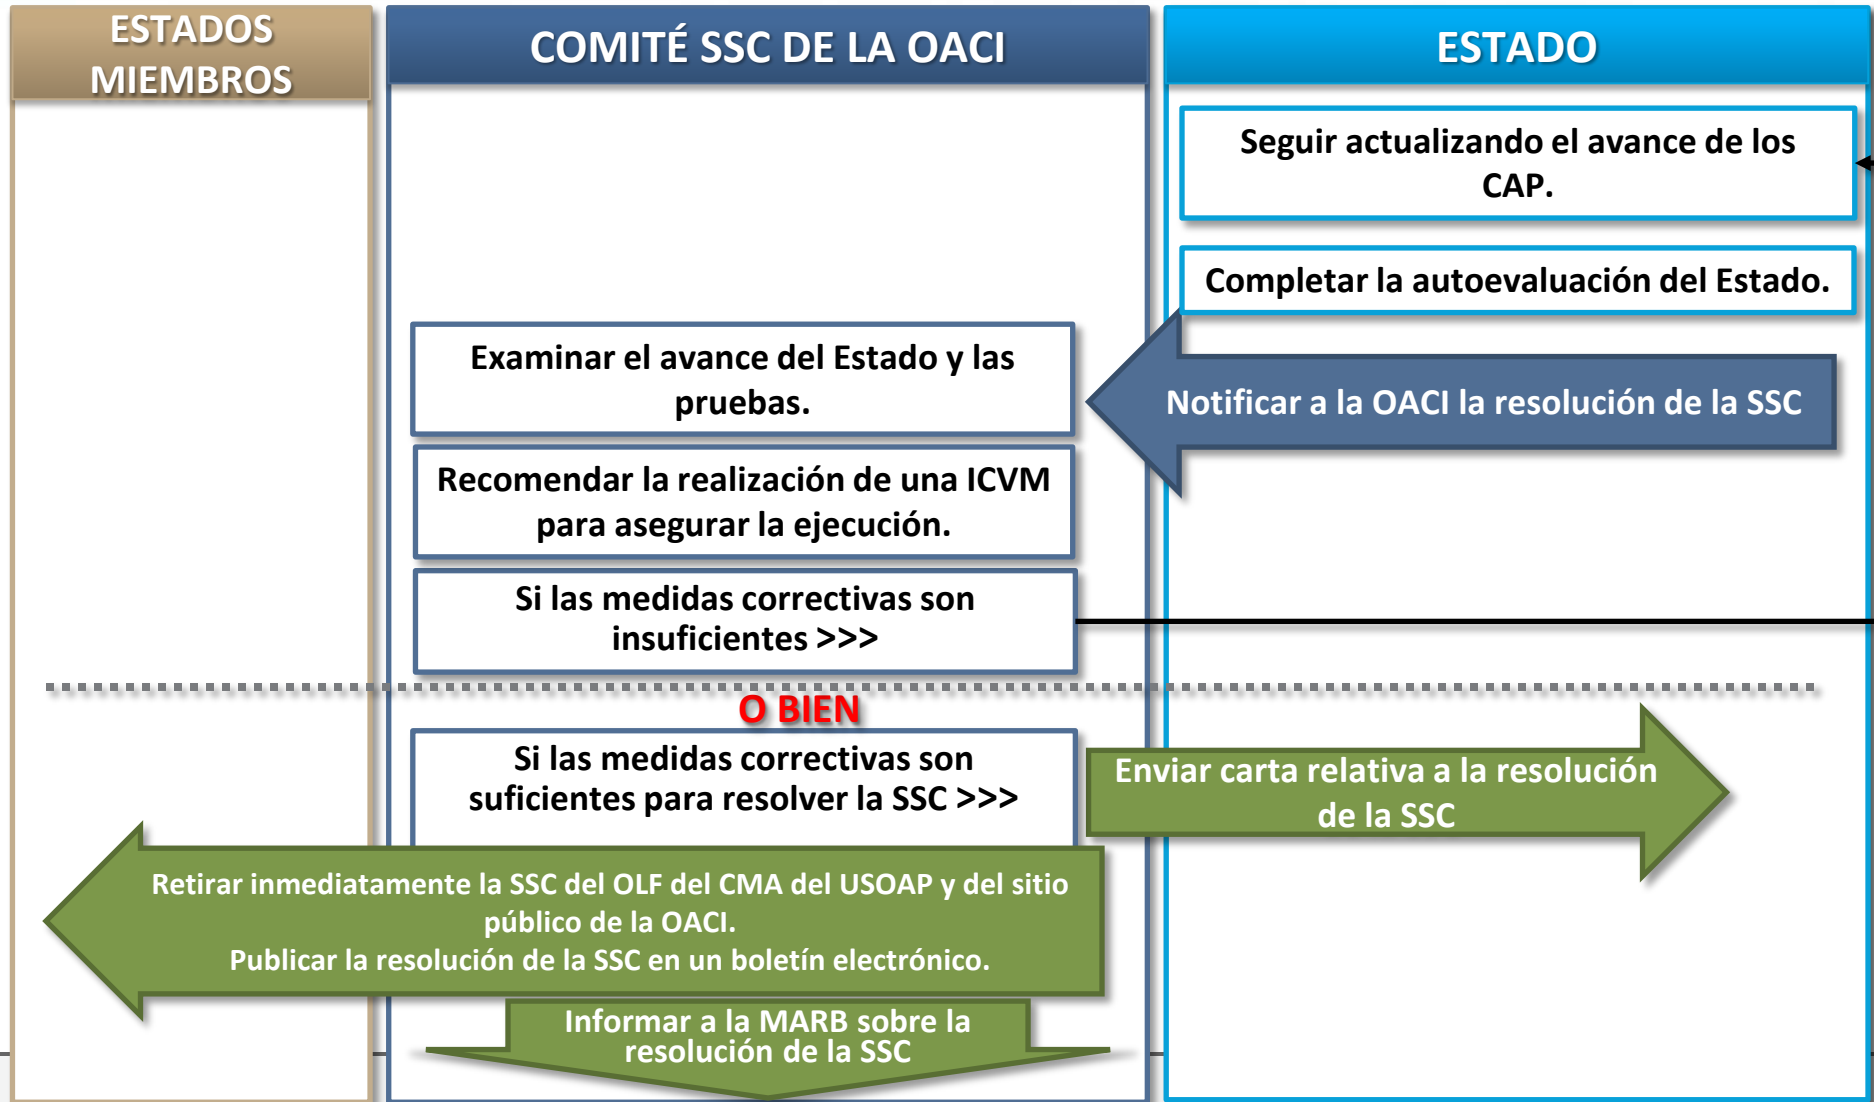 ESTADOS
MIEMBROS
COMITÉ SSC DE LA OACI
ESTADO
Seguir actualizando el avance de los
CAP.
Completar la autoevaluación del Estado.
Notificar a la OACI la resolución de la SSC
Examinar el avance del Estado y las
pruebas.
Recomendar la realización de una ICVM
para asegurar la ejecución.
Si las medidas correctivas son
insuficientes >>>
O BIEN
Si las medidas correctivas son
suficientes para resolver la SSC >>>
Enviar carta relativa a la resolución
de la SSC
Retirar inmediatamente la SSC del OLF del CMA del USOAP y del sitio
público de la OACI.
Publicar la resolución de la SSC en un boletín electrónico.
Informar a la MARB sobre la
resolución de la SSC